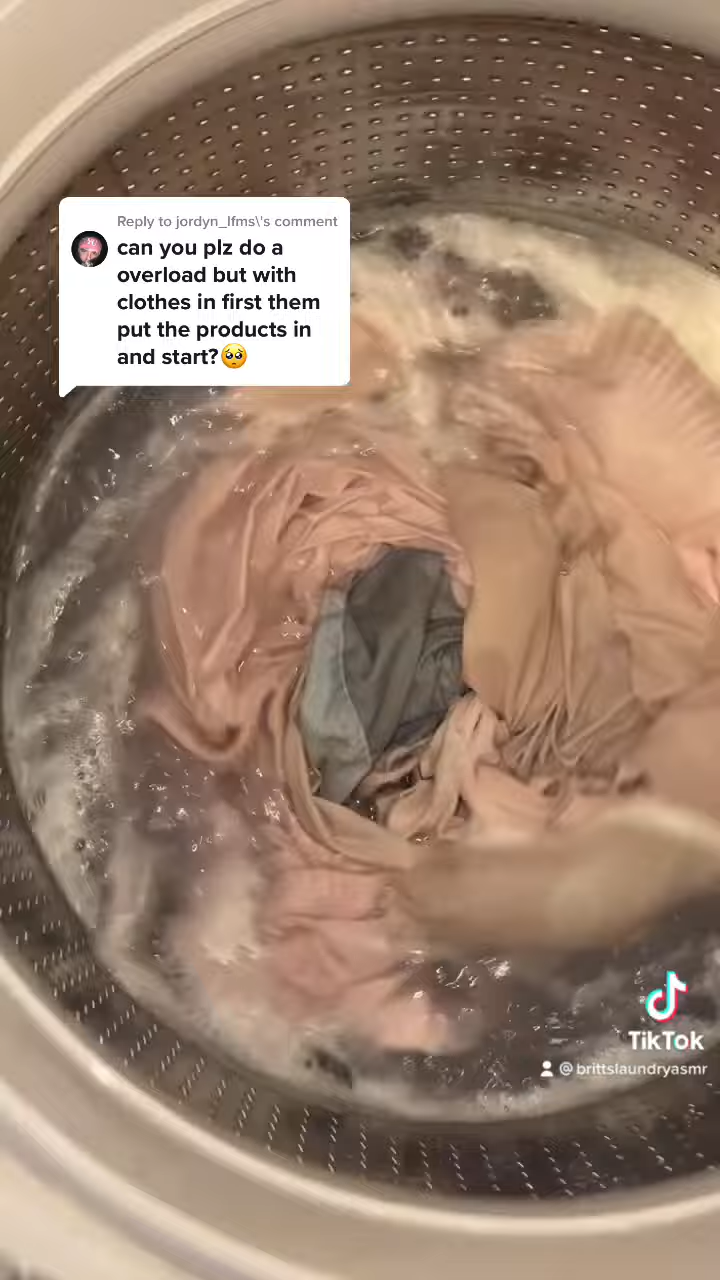 Reply to jordyn_lfms\'s comment
can you plz do a
overload but with
clothes in first them
put the products in
and start?🥺
TikTok
@brittslaundryasmr